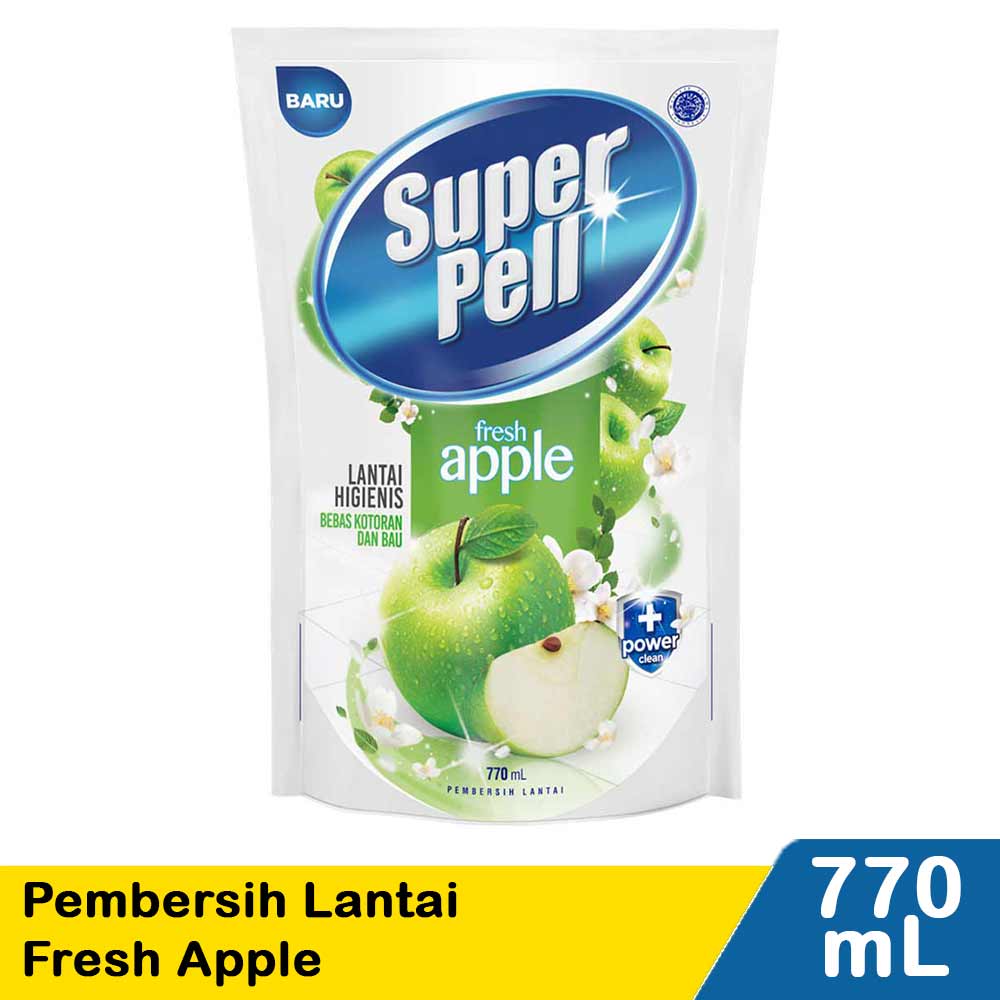 BARU
Super
Pell
fresh
apple
LANTAI
HIGIENIS
BEBAS KOTORAN
DAN BAU
+
power
clean
770 mL
PEMBERSIH LANTAI
Pembersih Lantai
Fresh Apple
770
mL